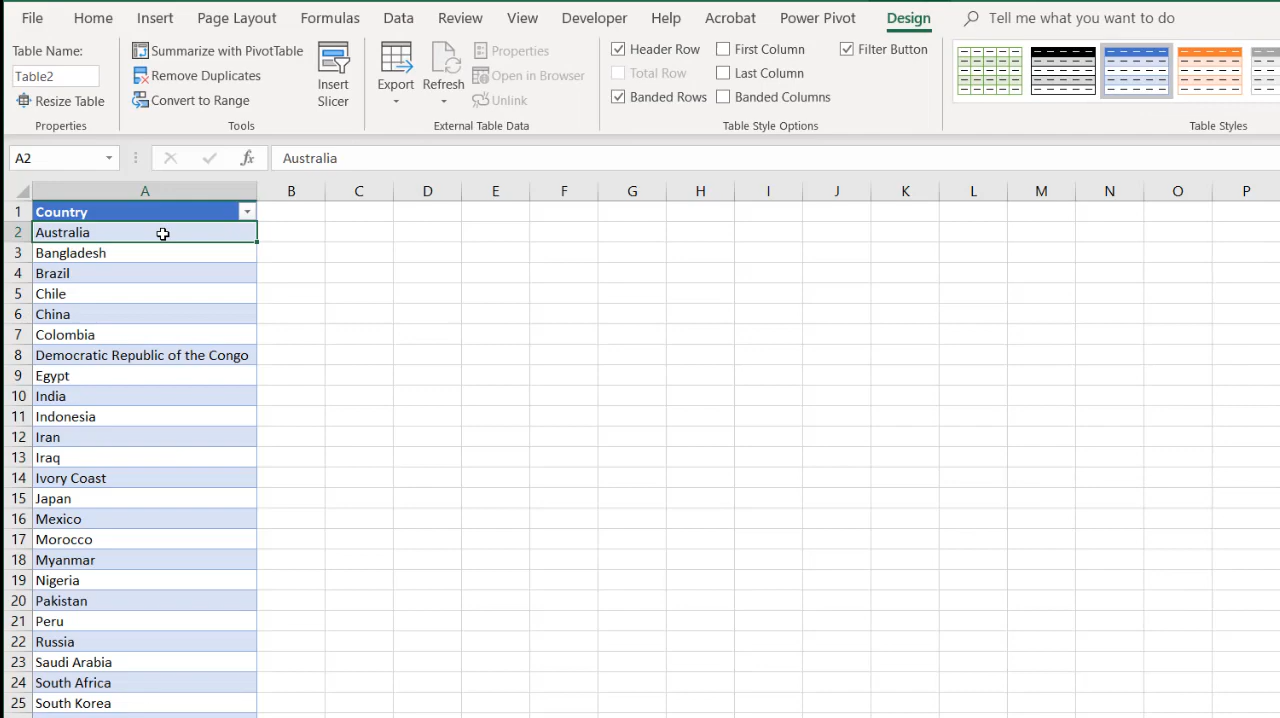 File Home Insert Page Layout Formulas Data Review View Developer Help Acrobat Power Pivot Design Tell me what you want to do
Table Name:
Table2
Resize Table
Properties
Summarize with PivotTable
Remove Duplicates
Convert to Range
Tools
Insert
Slicer
Export
Refresh
Properties
Open in Browser
Unlink
External Table Data
Header Row
Total Row
Banded Rows
First Column
Last Column
Banded Columns
Filter Button
Table Style Options
Table Styles
A2 fx Australia
A B C D E F G H I J K L M N O P
1 Country
2 Australia
3 Bangladesh
4 Brazil
5 Chile
6 China
7 Colombia
8 Democratic Republic of the Congo
9 Egypt
10 India
11 Indonesia
12 Iran
13 Iraq
14 Ivory Coast
15 Japan
16 Mexico
17 Morocco
18 Myanmar
19 Nigeria
20 Pakistan
21 Peru
22 Russia
23 Saudi Arabia
24 South Africa
25 South Korea